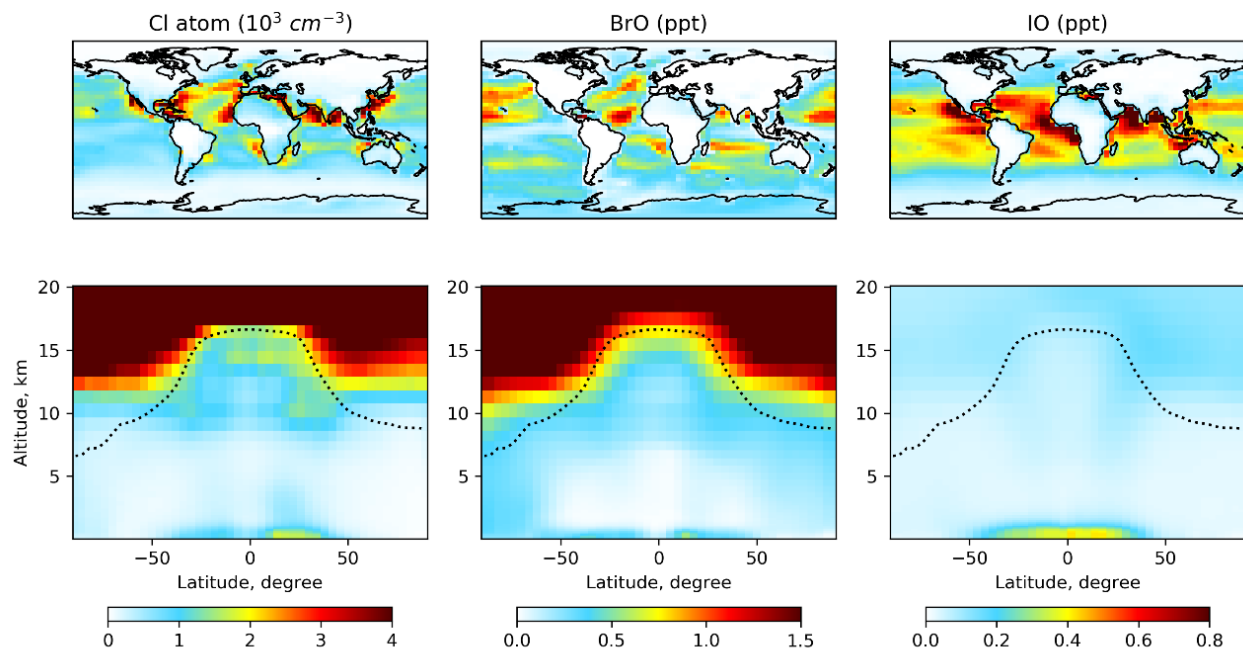 Cl atom (10³ cm⁻³) BrO (ppt) IO (ppt)
20 20 20
15 15 15
10 10 10
5 5 5
Altitude, km
−50 0 50 −50 0 50 −50 0 50
Latitude, degree Latitude, degree Latitude, degree
0 1 2 3 4 0.0 0.5 1.0 1.5 0.0 0.2 0.4 0.6 0.8